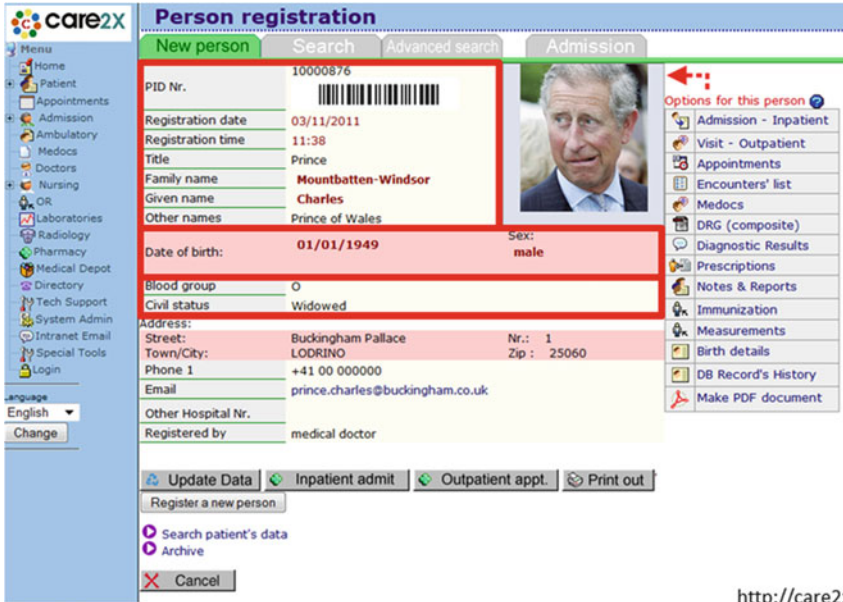 care2x
Person registration
New person Search Advanced search Admission
Menu
Home
Patient
Appointments
Admission
Ambulatory
Medocs
Doctors
Nursing
OR
Laboratories
Radiology
Pharmacy
Medical Depot
Directory
Tech Support
System Admin
Intranet Email
Special Tools
Login
Language
English
Change
PID Nr. 10000876
Registration date 03/11/2011
Registration time 11:38
Title Prince
Family name Mountbatten-Windsor
Given name Charles
Other names Prince of Wales
Date of birth: 01/01/1949 Sex: male
Blood group O
Civil status Widowed
Address:
Street: Buckingham Pallace Nr.: 1
Town/City: LODRINO Zip : 25060
Phone 1 +41 00 000000
Email prince.charles@buckingham.co.uk
Other Hospital Nr.
Registered by medical doctor
Update Data Inpatient admit Outpatient appt. Print out
Register a new person
Search patient's data
Archive
Cancel
Options for this person
Admission - Inpatient
Visit - Outpatient
Appointments
Encounters' list
Medocs
DRG (composite)
Diagnostic Results
Prescriptions
Notes & Reports
Immunization
Measurements
Birth details
DB Record's History
Make PDF document
http://care2